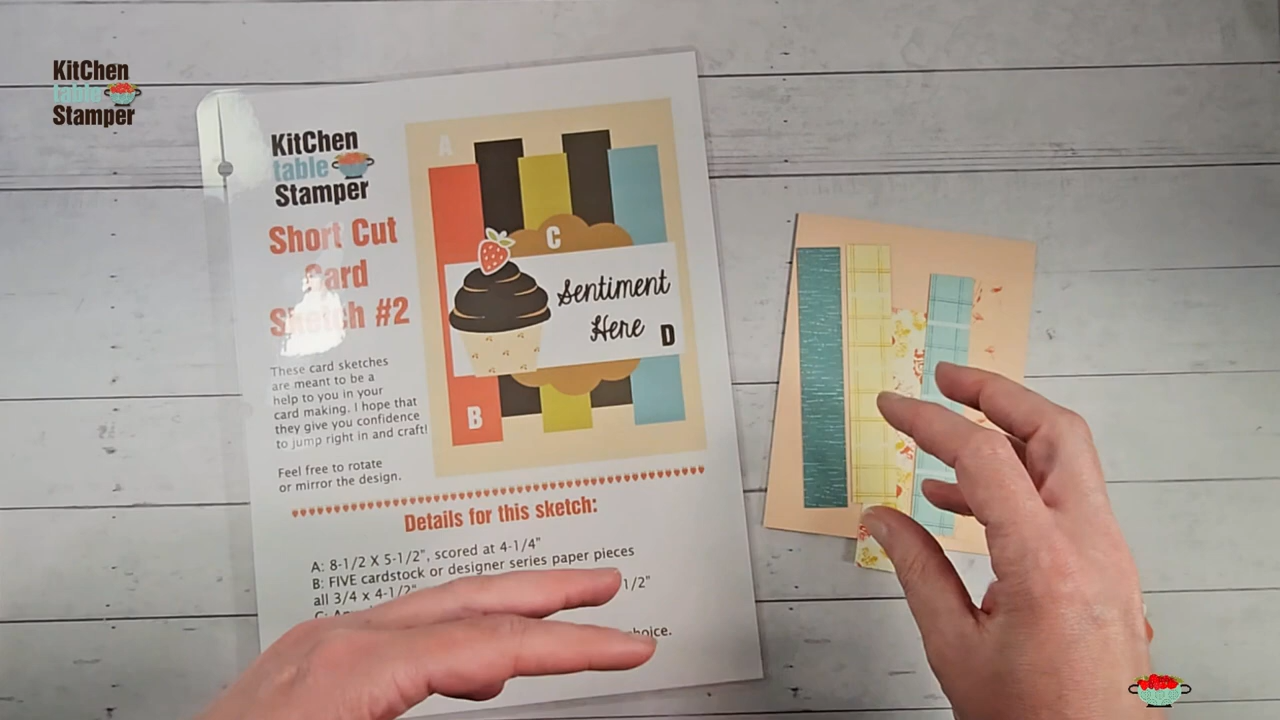 KitChen
table
Stamper
KitChen
table
Stamper
Short Cut
Card
Sketch #2
These card sketches
are meant to be a
help to you in your
card making. I hope that
they give you confidence
to jump right in and craft!
Feel free to rotate
or mirror the design.
A
C
Sentiment
Here
D
B
Details for this sketch:
A: 8-1/2 X 5-1/2", scored at 4-1/4"
B: FIVE cardstock or designer series paper pieces
all 3/4 x 4-1/2"
1/2"
choice.